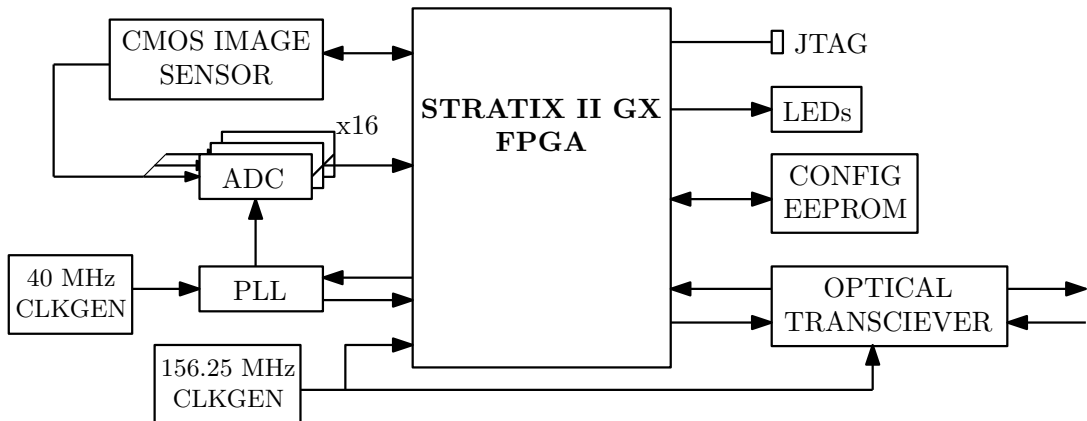 CMOS IMAGE
SENSOR
x16
ADC
40 MHz
CLKGEN
PLL
156.25 MHz
CLKGEN
STRATIX II GX
FPGA
JTAG
LEDs
CONFIG
EEPROM
OPTICAL
TRANSCIEVER